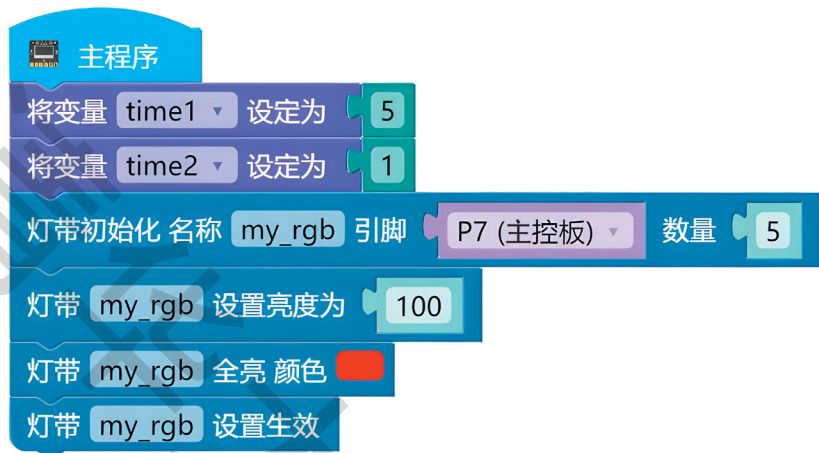 主程序
将变量 time1 设定为 5
将变量 time2 设定为 1
灯带初始化 名称 my_rgb 引脚 P7 (主控板) 数量 5
灯带 my_rgb 设置亮度为 100
灯带 my_rgb 全亮 颜色
灯带 my_rgb 设置生效